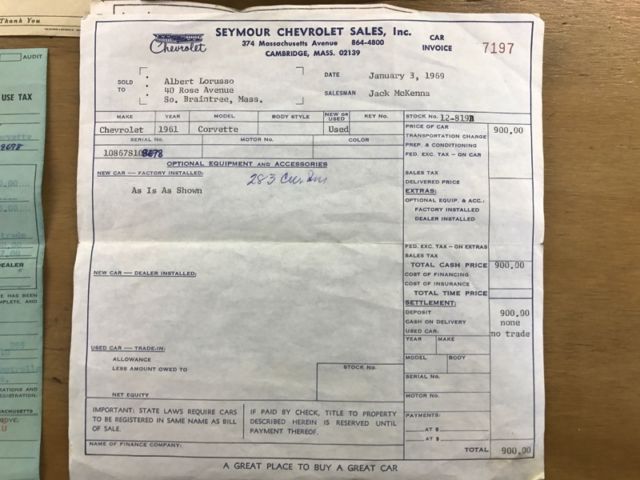 Thank You
AUDIT
USE TAX
SEYMOUR CHEVROLET SALES, Inc.
Chevrolet
374 Massachusetts Avenue 864-4800
CAMBRIDGE, MASS. 02139
CAR
INVOICE
7197
SOLD
TO
Albert Lorusso
40 Rose Avenue
So. Braintree, Mass.
DATE January 3, 1969
SALESMAN Jack McKenna
MAKE YEAR MODEL BODY STYLE NEW OR USED KEY No.
Chevrolet 1961 Corvette Used
STOCK No. 12-819B
SERIAL No. MOTOR No. COLOR
10867S108678
OPTIONAL EQUIPMENT AND ACCESSORIES
NEW CAR — FACTORY INSTALLED:
283 Cu. In
As Is As Shown
NEW CAR — DEALER INSTALLED:
USED CAR — TRADE-IN:
ALLOWANCE
LESS AMOUNT OWED TO
STOCK No.
NET EQUITY
IMPORTANT: STATE LAWS REQUIRE CARS
TO BE REGISTERED IN SAME NAME AS BILL
OF SALE.
IF PAID BY CHECK, TITLE TO PROPERTY
DESCRIBED HEREIN IS RESERVED UNTIL
PAYMENT THEREOF.
NAME OF FINANCE COMPANY:
PRICE OF CAR 900,00
TRANSPORTATION CHARGE
PREP. & CONDITIONING
FED. EXC. TAX — ON CAR
SALES TAX
DELIVERED PRICE
EXTRAS:
OPTIONAL EQUIP. & ACC.:
FACTORY INSTALLED
DEALER INSTALLED
FED. EXC. TAX — ON EXTRAS
SALES TAX
TOTAL CASH PRICE 900,00
COST OF FINANCING
COST OF INSURANCE
TOTAL TIME PRICE
SETTLEMENT:
DEPOSIT 900,00
CASH ON DELIVERY none
USED CAR: no trade
YEAR MAKE
MODEL BODY
SERIAL No.
MOTOR No.
PAYMENTS:
AT $
AT $
TOTAL 900,00
A GREAT PLACE TO BUY A GREAT CAR